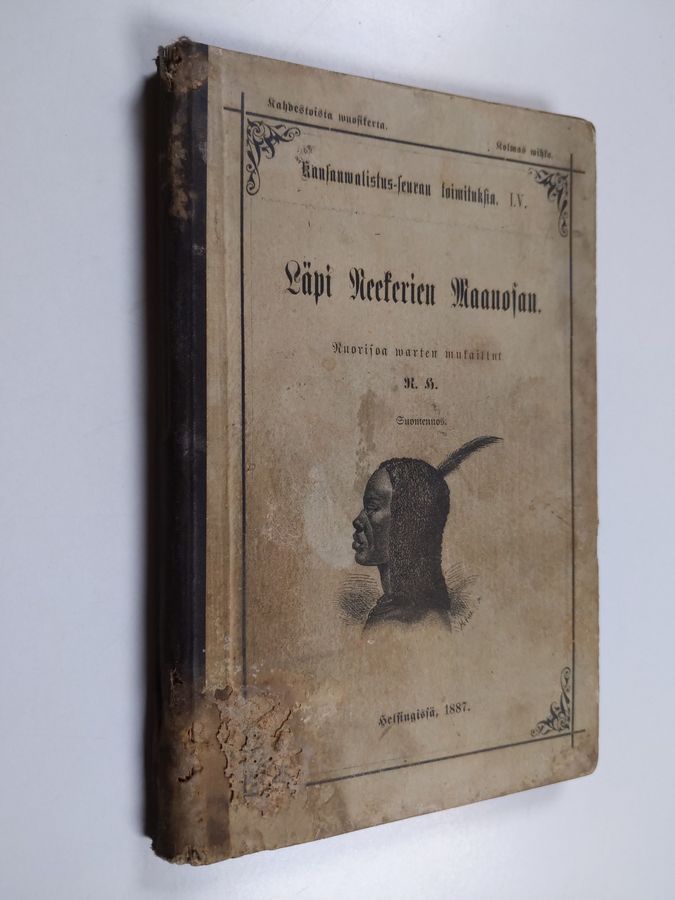 Kahdestoista wuosikerta.
Kolmas wihko.
Kansanwalistus-seuran toimituksia. LV.
Läpi Neekerien Maanosan.
Nuorisoa warten mukaillut
R. H.
Suomennos.
Helsingissä, 1887.